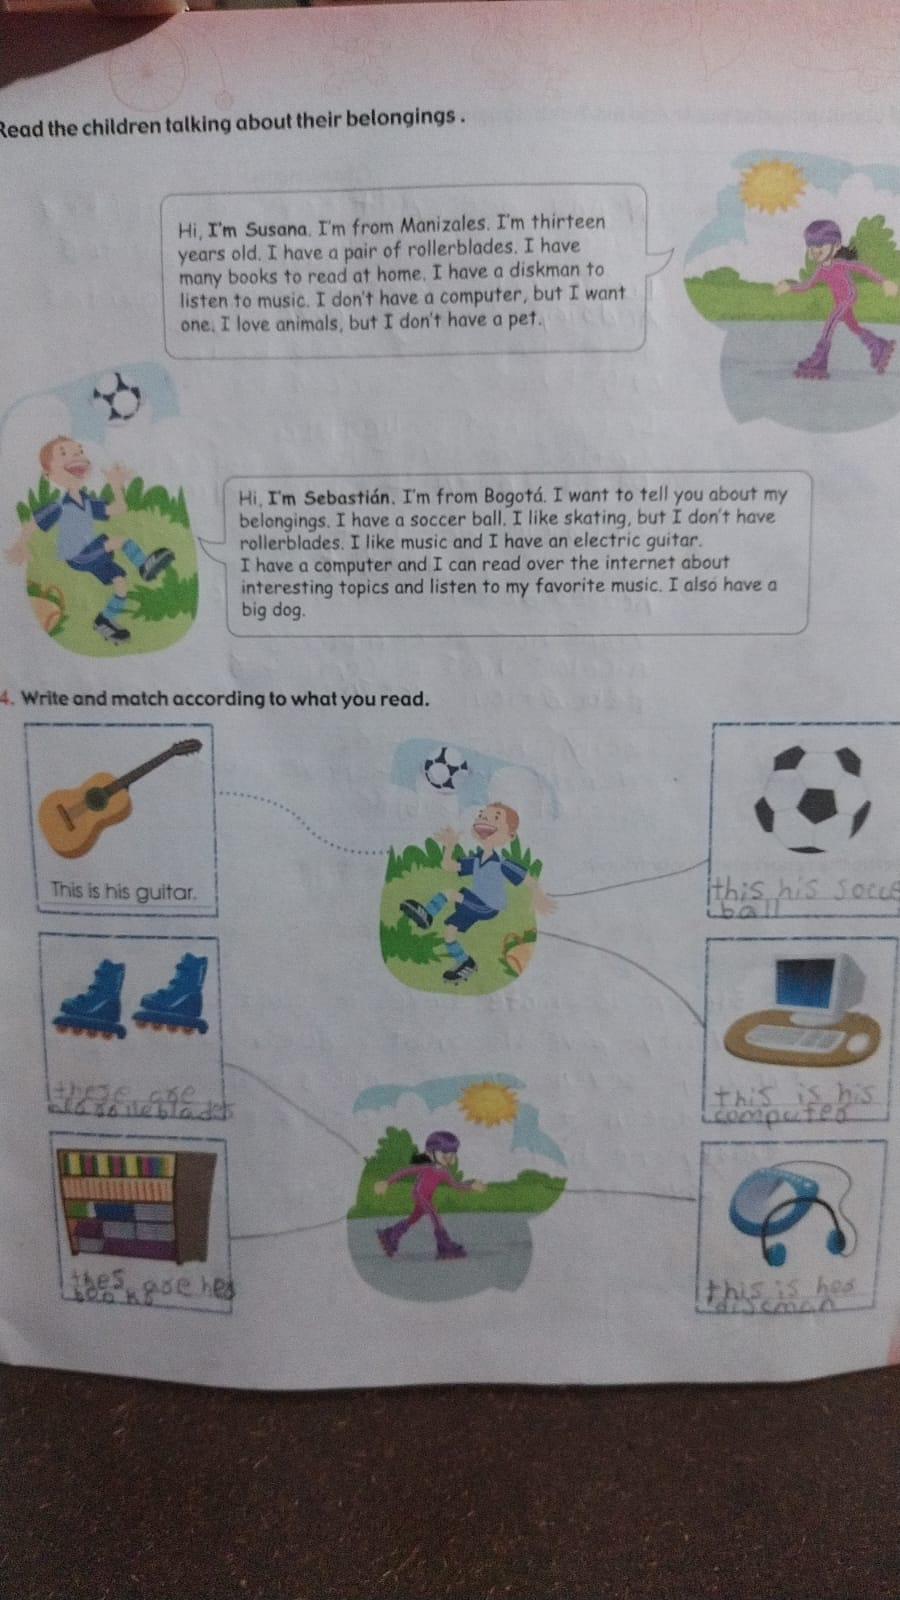 Read the children talking about their belongings.
Hi, I'm Susana. I'm from Manizales. I'm thirteen
years old. I have a pair of rollerblades. I have
many books to read at home. I have a diskman to
listen to music. I don't have a computer, but I want
one. I love animals, but I don't have a pet.
Hi, I'm Sebastián. I'm from Bogotá. I want to tell you about my
belongings. I have a soccer ball. I like skating, but I don't have
rollerblades. I like music and I have an electric guitar.
I have a computer and I can read over the internet about
interesting topics and listen to my favorite music. I also have a
big dog.
4. Write and match according to what you read.
This is his guitar.
this his socce
ball
these are
this is his
computer
thes are her
this is her